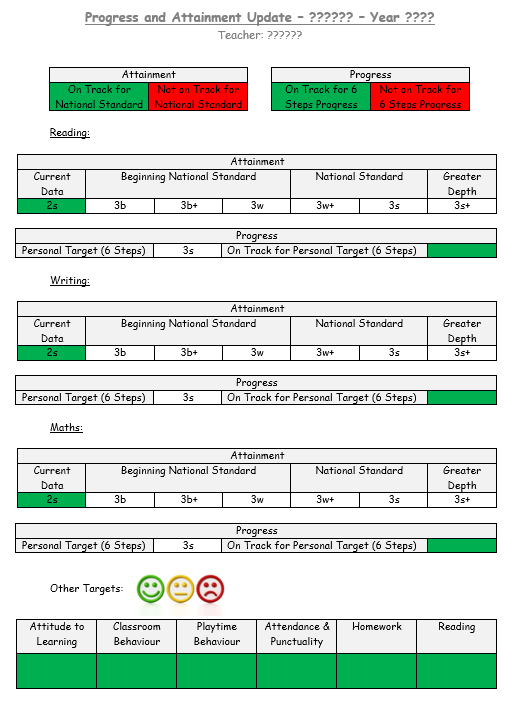 Progress and Attainment Update – ?????? – Year ????
Teacher: ??????
Attainment
On Track for National Standard
Not on Track for National Standard
Progress
On Track for 6 Steps Progress
Not on Track for 6 Steps Progress
Reading:
Attainment
Current Data
Beginning National Standard
National Standard
Greater Depth
2s 3b 3b+ 3w 3w+ 3s 3s+
Progress
Personal Target (6 Steps) 3s On Track for Personal Target (6 Steps)
Writing:
Attainment
Current Data
Beginning National Standard
National Standard
Greater Depth
2s 3b 3b+ 3w 3w+ 3s 3s+
Progress
Personal Target (6 Steps) 3s On Track for Personal Target (6 Steps)
Maths:
Attainment
Current Data
Beginning National Standard
National Standard
Greater Depth
2s 3b 3b+ 3w 3w+ 3s 3s+
Progress
Personal Target (6 Steps) 3s On Track for Personal Target (6 Steps)
Other Targets:
Attitude to Learning
Classroom Behaviour
Playtime Behaviour
Attendance & Punctuality
Homework
Reading